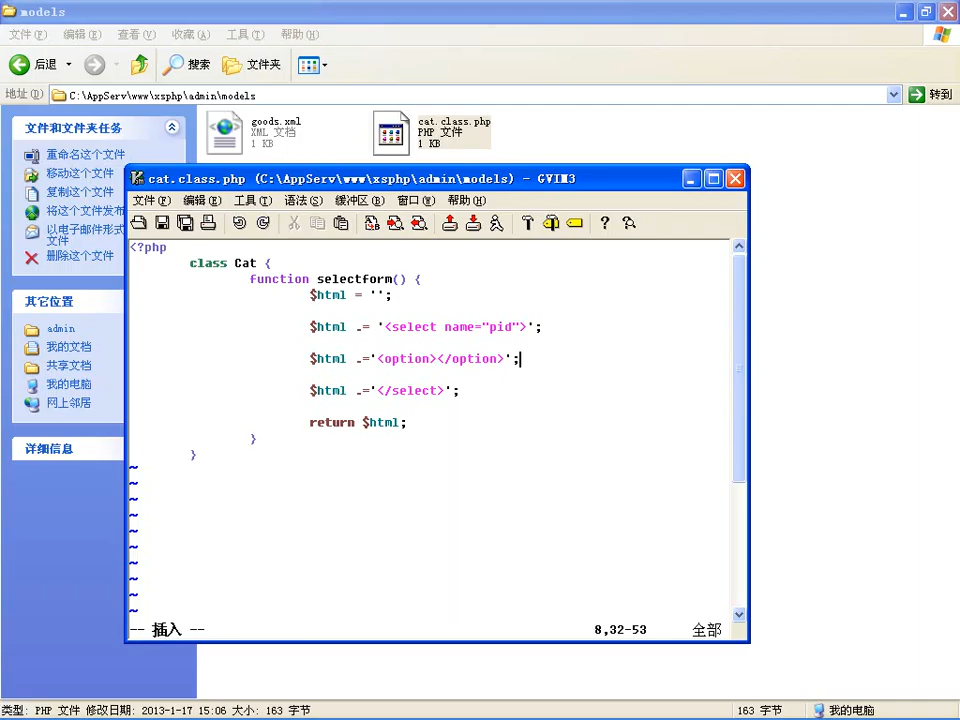 models
文件(F) 编辑(E) 查看(V) 收藏(A) 工具(T) 帮助(H)
后退 搜索 文件夹
地址(D) C:\AppServ\www\xsphp\admin\models 转到
文件和文件夹任务
重命名这个文件
移动这个文件
复制这个文件
将这个文件发布
以电子邮件形式
文件
删除这个文件
其它位置
admin
我的文档
共享文档
我的电脑
网上邻居
详细信息
goods.xml
XML 文档
1 KB
cat.class.php
PHP 文件
1 KB
cat.class.php (C:\AppServ\www\xsphp\admin\models) - GVIM3
文件(F) 编辑(E) 工具(T) 语法(S) 缓冲区(B) 窗口(W) 帮助(H)
<?php
class Cat {
function selectform() {
$html = '';
$html .= '<select name="pid">';
$html .='<option></option>';
$html .='</select>';
return $html;
}
}
~
~
~
~
~
~
~
~
~
~
-- 插入 -- 8,32-53 全部
类型: PHP 文件 修改日期: 2013-1-17 15:06 大小: 163 字节 163 字节 我的电脑